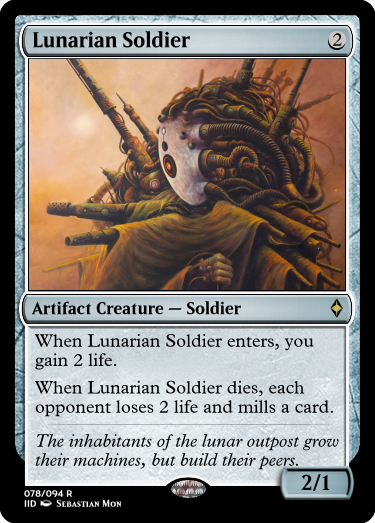 Lunarian Soldier 2
Artifact Creature — Soldier
When Lunarian Soldier enters, you
gain 2 life.
When Lunarian Soldier dies, each
opponent loses 2 life and mills a card.
The inhabitants of the lunar outpost grow
their machines, but build their peers.
2/1
078/094 R
IID Sebastian Mon